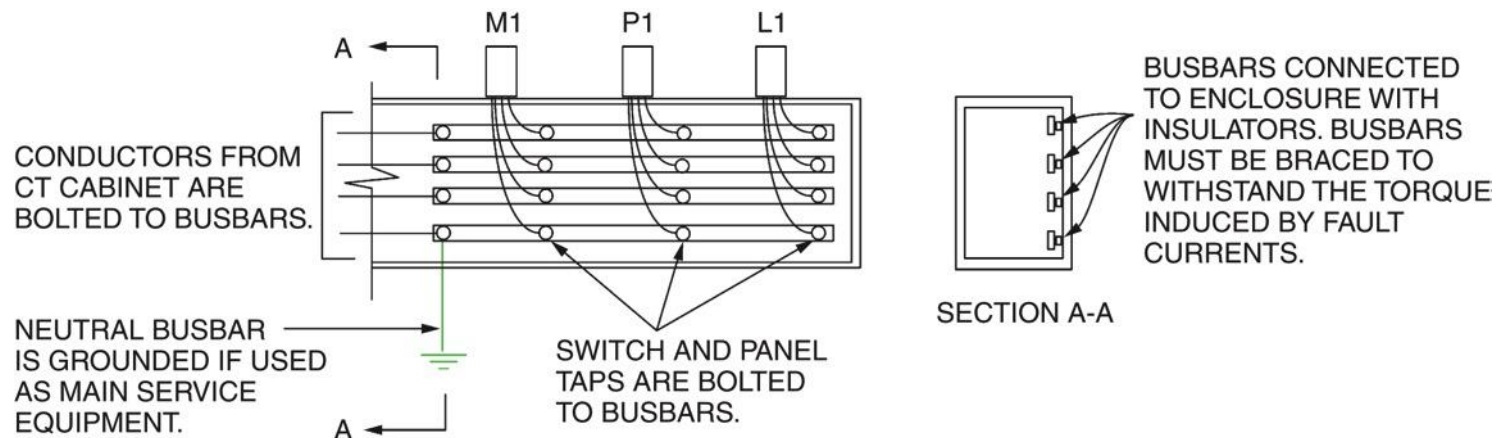 M1
P1
L1
A
CONDUCTORS FROM
CT CABINET ARE
BOLTED TO BUSBARS.
BUSBARS CONNECTED
TO ENCLOSURE WITH
INSULATORS. BUSBARS
MUST BE BRACED TO
WITHSTAND THE TORQUE
INDUCED BY FAULT
CURRENTS.
SECTION A-A
NEUTRAL BUSBAR
IS GROUNDED IF USED
AS MAIN SERVICE
EQUIPMENT.
SWITCH AND PANEL
TAPS ARE BOLTED
TO BUSBARS.
A